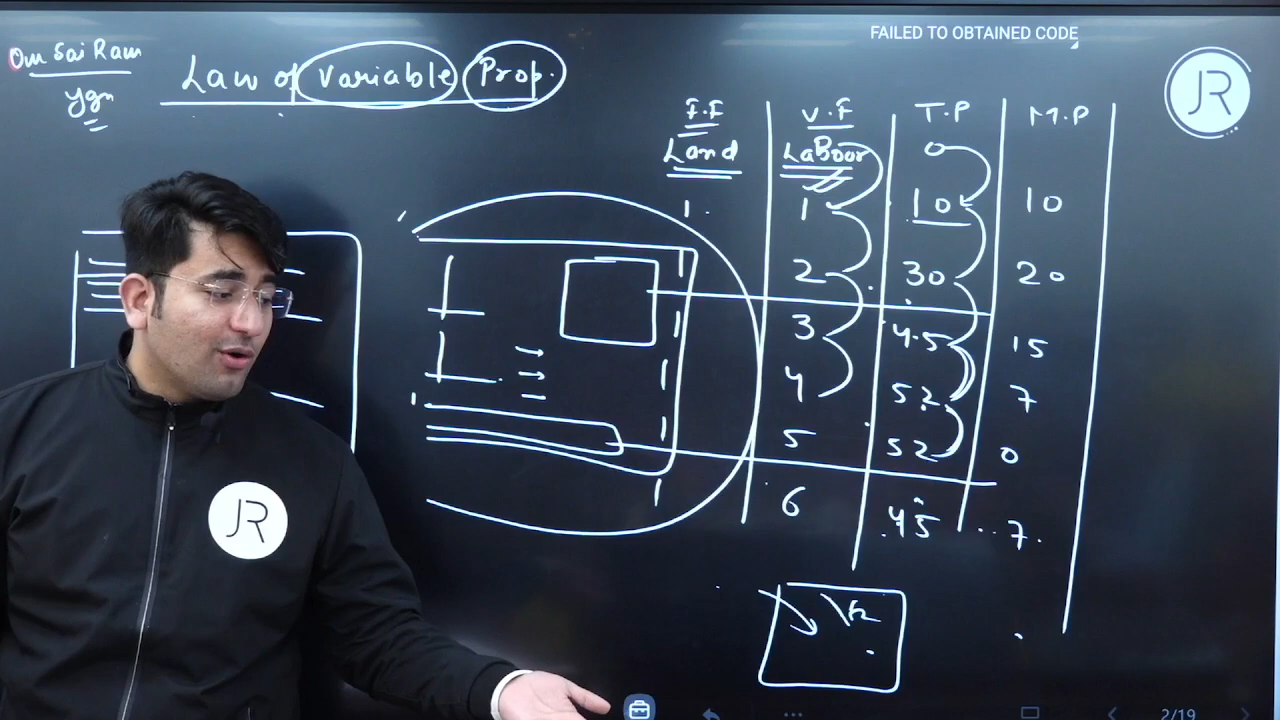 FAILED TO OBTAINED CODE
Om Sai Ram
Law of Variable Prop.
JR
F.F V.F T.P M.P
Land Labour 0
1. 1 10 10
2 30 20
3 45 15
4 52 7
5 52 0
6 45 -7.
JR
2/19